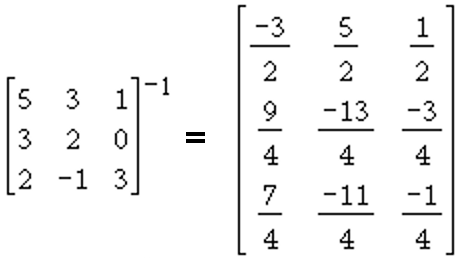 [5 3 1
3 2 0
2 -1 3]^-1 = [-3/2 5/2 1/2
9/4 -13/4 -3/4
7/4 -11/4 -1/4]